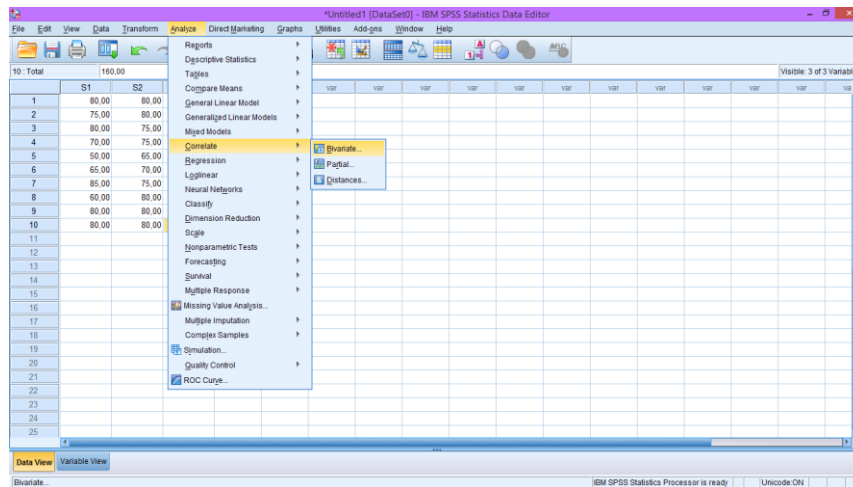 *Untitled1 [DataSet0] - IBM SPSS Statistics Data Editor
File Edit View Data Transform Analyze Direct Marketing Graphs Utilities Add-ons Window Help
10 : Total 160,00 Visible: 3 of 3 Variabl
S1 S2 var var var var var var var var var var var va
1 80,00 80,00
2 75,00 80,00
3 80,00 75,00
4 70,00 75,00
5 50,00 65,00
6 65,00 70,00
7 85,00 75,00
8 60,00 80,00
9 80,00 80,00
10 80,00 80,00
11
12
13
14
15
16
17
18
19
20
21
22
23
24
25
Reports
Descriptive Statistics
Tables
Compare Means
General Linear Model
Generalized Linear Models
Mixed Models
Correlate
Regression
Loglinear
Neural Networks
Classify
Dimension Reduction
Scale
Nonparametric Tests
Forecasting
Survival
Multiple Response
Missing Value Analysis...
Multiple Imputation
Complex Samples
Simulation...
Quality Control
ROC Curve...
Bivariate...
Partial...
Distances...
Data View Variable View
Bivariate... IBM SPSS Statistics Processor is ready Unicode:ON